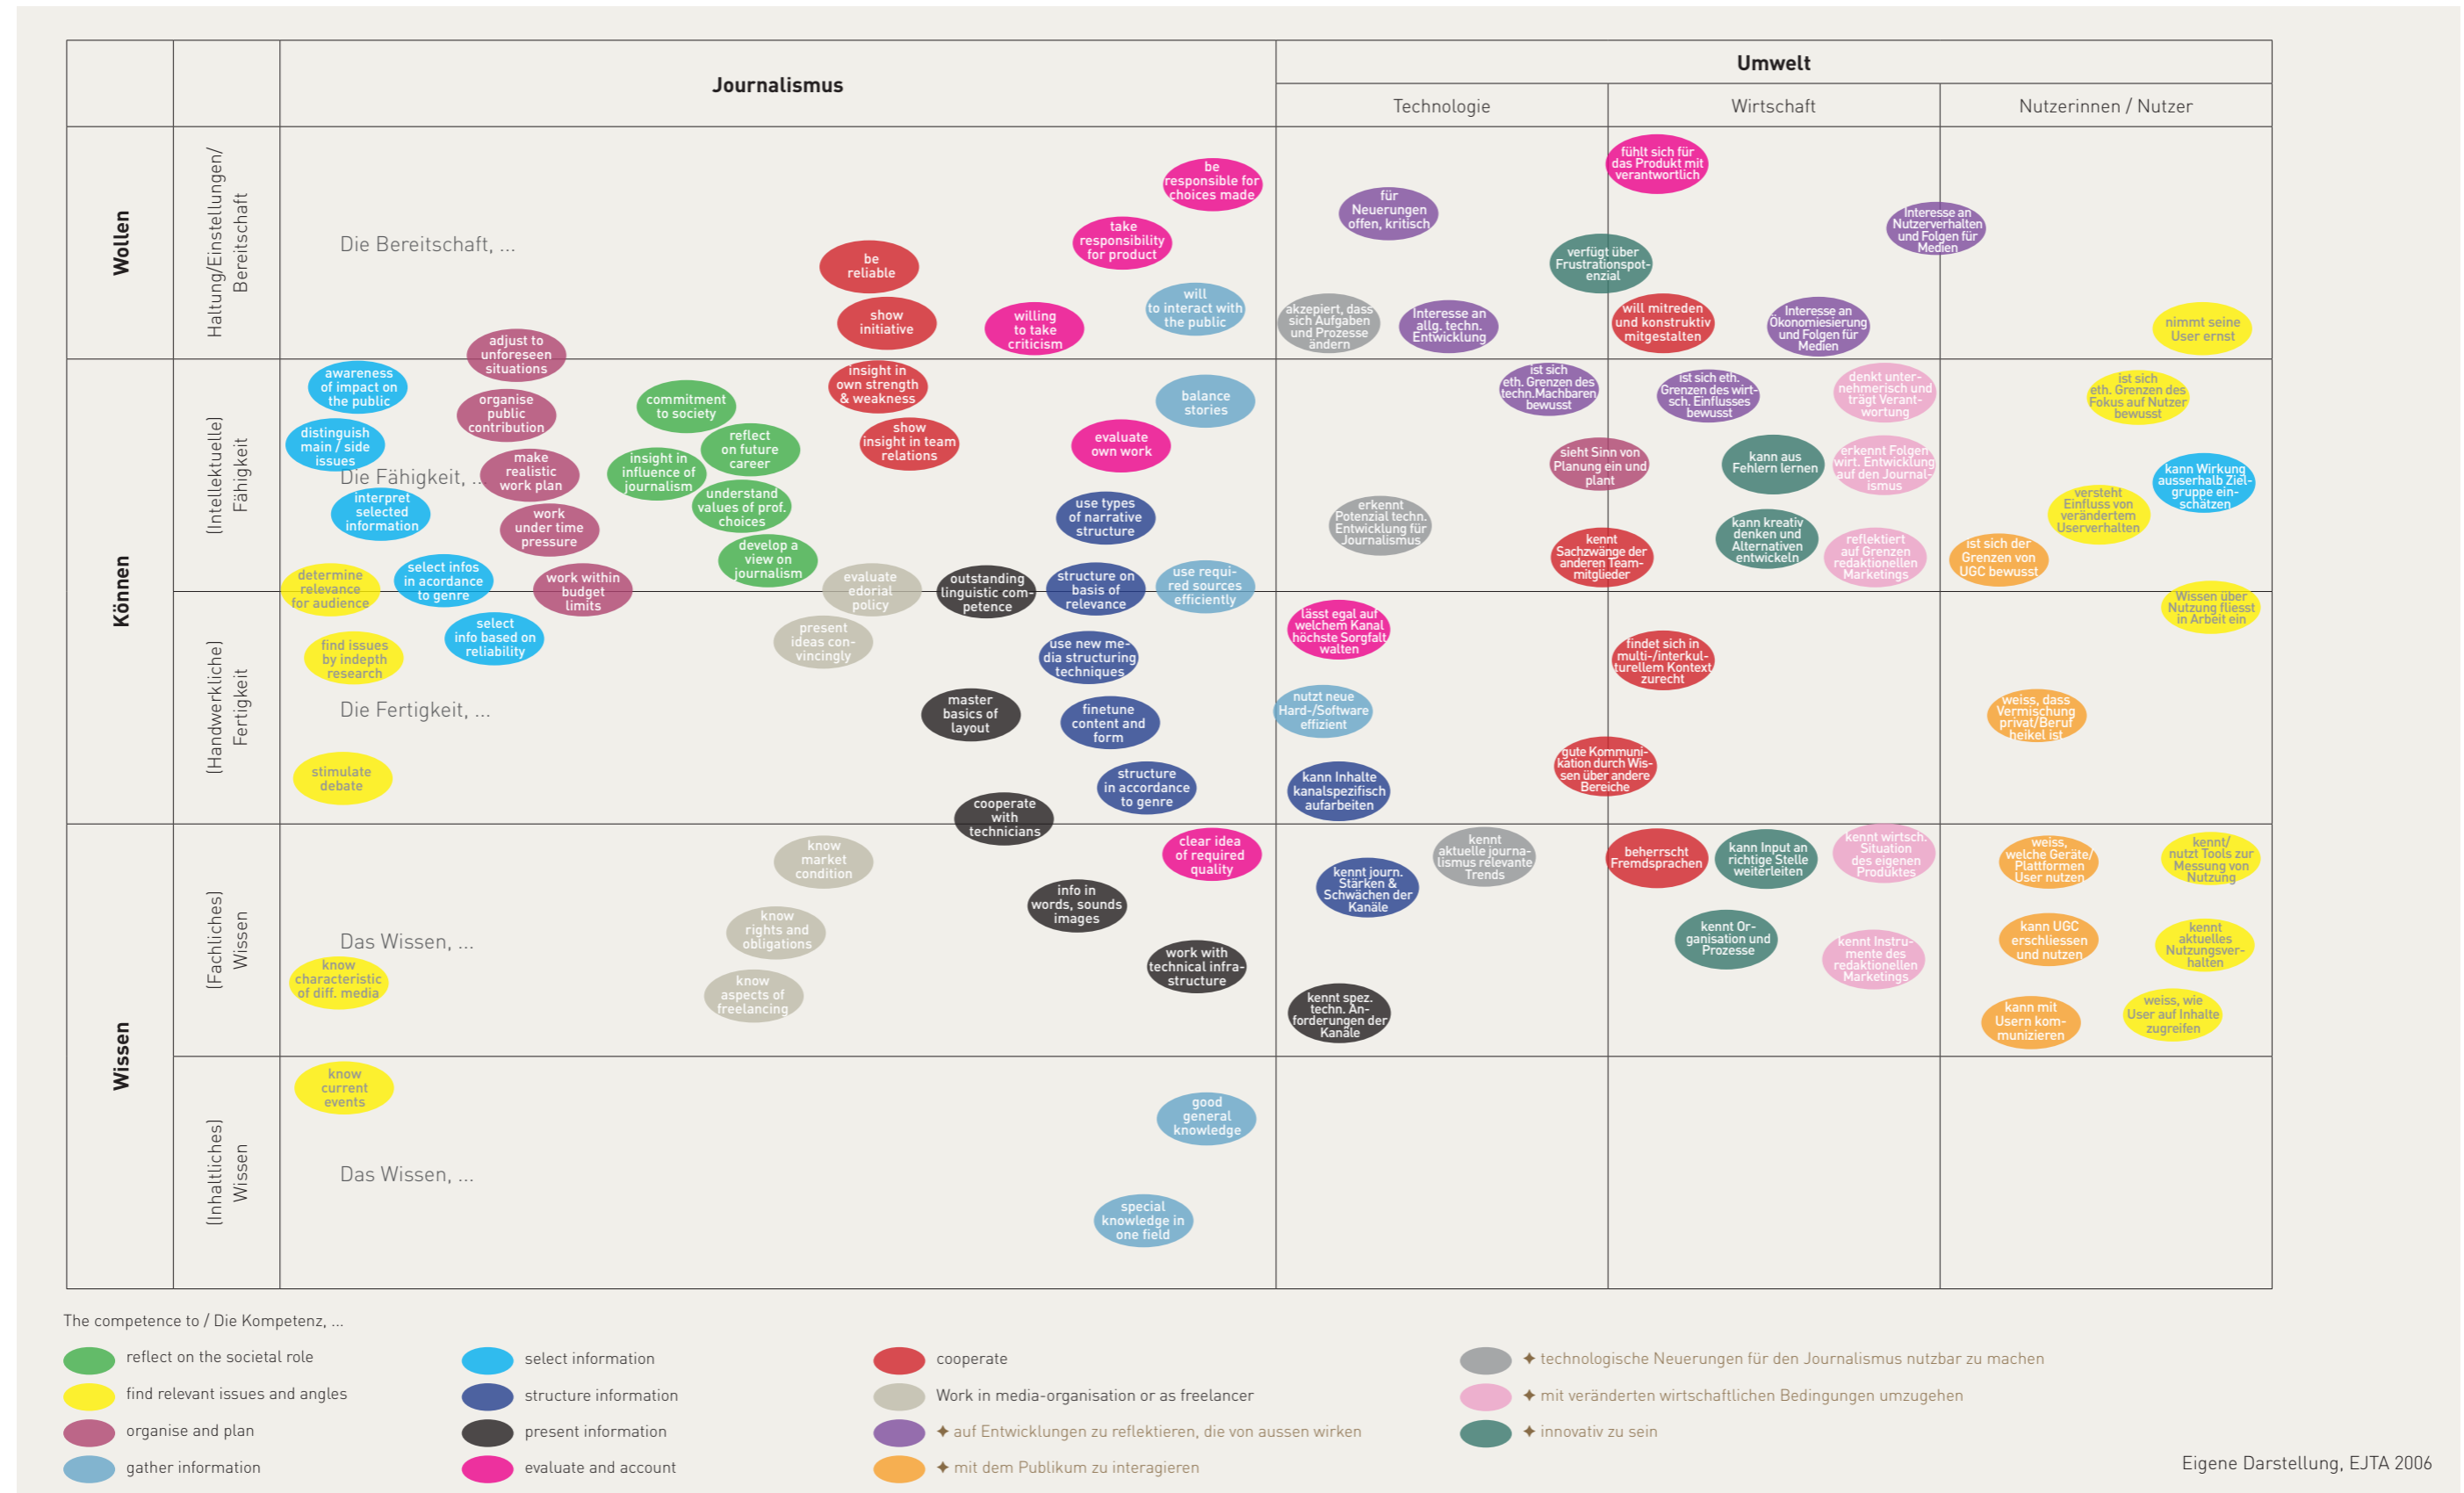 Journalismus
Umwelt
Technologie
Wirtschaft
Nutzerinnen / Nutzer
Wollen
Haltung/Einstellungen/
Bereitschaft
Die Bereitschaft, ...
be
responsible for
choices made
take
responsibility
for product
be
reliable
will
to interact with
the public
show
initiative
willing
to take
criticism
adjust to
unforeseen
situations
für
Neuerungen
offen, kritisch
akzepiert, dass
sich Aufgaben
und Prozesse
ändern
Interesse an
allg. techn.
Entwicklung
verfügt über
Frustrationspot-
enzial
fühlt sich für
das Produkt mit
verantwortlich
will mitreden
und konstruktiv
mitgestalten
Interesse an
Ökonomiesierung
und Folgen für
Medien
Interesse an
Nutzerverhalten
und Folgen für
Medien
nimmt seine
User ernst
Können
(Intellektuelle)
Fähigkeit
Die Fähigkeit, ...
awareness
of impact on
the public
distinguish
main / side
issues
interpret
selected
information
select infos
in acordance
to genre
determine
relevance
for audience
organise
public
contribution
make
realistic
work plan
work
under time
pressure
work within
budget
limits
commitment
to society
reflect
on future
career
insight in
influence of
journalism
understand
values of prof.
choices
develop a
view on
journalism
insight in
own strength
& weakness
show
insight in team
relations
evaluate
edorial
policy
outstanding
linguistic com-
petence
balance
stories
evaluate
own work
use types
of narrative
structure
structure on
basis of
relevance
use requi-
red sources
efficiently
ist sich
eth. Grenzen des
techn.Machbaren
bewusst
sieht Sinn von
Planung ein und
plant
erkennt
Potenzial techn.
Entwicklung für
Journalismus
kennt
Sachzwänge der
anderen Team-
mitglieder
ist sich eth.
Grenzen des wirt-
sch. Einflusses
bewusst
denkt unter-
nehmerisch und
trägt Verant-
wortung
kann aus
Fehlern lernen
erkennt Folgen
wirt. Entwicklung
auf den Journal-
ismus
kann kreativ
denken und
Alternativen
entwickeln
reflektiert
auf Grenzen
redaktionellen
Marketings
ist sich
eth. Grenzen des
Fokus auf Nutzer
bewusst
kann Wirkung
ausserhalb Ziel-
gruppe ein-
schätzen
versteht
Einfluss von
verändertem
Userverhalten
ist sich der
Grenzen von
UGC bewusst
Wissen über
Nutzung fliesst
in Arbeit ein
(Handwerkliche)
Fertigkeit
Die Fertigkeit, ...
select
info based on
reliability
find issues
by indepth
research
stimulate
debate
present
ideas con-
vincingly
use new me-
dia structuring
techniques
master
basics of
layout
finetune
content and
form
structure
in accordance
to genre
cooperate
with
technicians
lässt egal auf
welchem Kanal
höchste Sorgfalt
walten
nutzt neue
Hard-/Software
effizient
kann Inhalte
kanalspezifisch
aufarbeiten
findet sich in
multi-/interkul-
turellem Kontext
zurecht
gute Kommuni-
kation durch Wis-
sen über andere
Bereiche
weiss, dass
Vermischung
privat/Beruf
heikel ist
Wissen
(Fachliches)
Wissen
Das Wissen, ...
know
characteristic
of diff. media
know
market
condition
know
rights and
obligations
know
aspects of
freelancing
clear idea
of required
quality
info in
words, sounds
images
work with
technical infra-
structure
kennt journ.
Stärken &
Schwächen der
Kanäle
kennt
aktuelle journa-
lismus relevante
Trends
kennt spez.
techn. An-
forderungen der
Kanäle
beherrscht
Fremdsprachen
kann Input an
richtige Stelle
weiterleiten
kennt wirtsch.
Situation
des eigenen
Produktes
kennt Or-
ganisation und
Prozesse
kennt Instru-
mente des
redaktionellen
Marketings
weiss,
welche Geräte/
Plattformen
User nutzen
kennt/
nutzt Tools zur
Messung von
Nutzung
kann UGC
erschliessen
und nutzen
kennt
aktuelles
Nutzungsver-
halten
kann mit
Usern kom-
munizieren
weiss, wie
User auf Inhalte
zugreifen
(Inhaltliches)
Wissen
Das Wissen, ...
know
current
events
good
general
knowledge
special
knowledge in
one field
The competence to / Die Kompetenz, ...
reflect on the societal role
find relevant issues and angles
organise and plan
gather information
select information
structure information
present information
evaluate and account
cooperate
Work in media-organisation or as freelancer
✦ auf Entwicklungen zu reflektieren, die von aussen wirken
✦ mit dem Publikum zu interagieren
✦ technologische Neuerungen für den Journalismus nutzbar zu machen
✦ mit veränderten wirtschaftlichen Bedingungen umzugehen
✦ innovativ zu sein
Eigene Darstellung, EJTA 2006